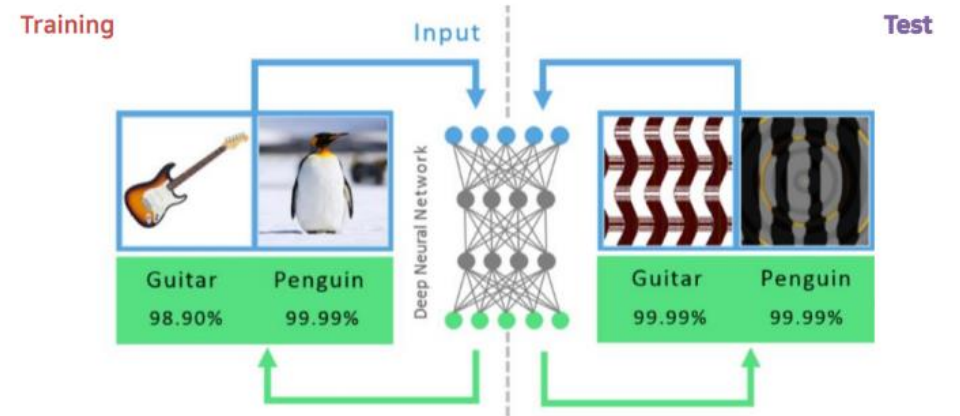 Training
Input
Test
Deep Neural Network
Guitar Penguin
98.90% 99.99%
Guitar Penguin
99.99% 99.99%